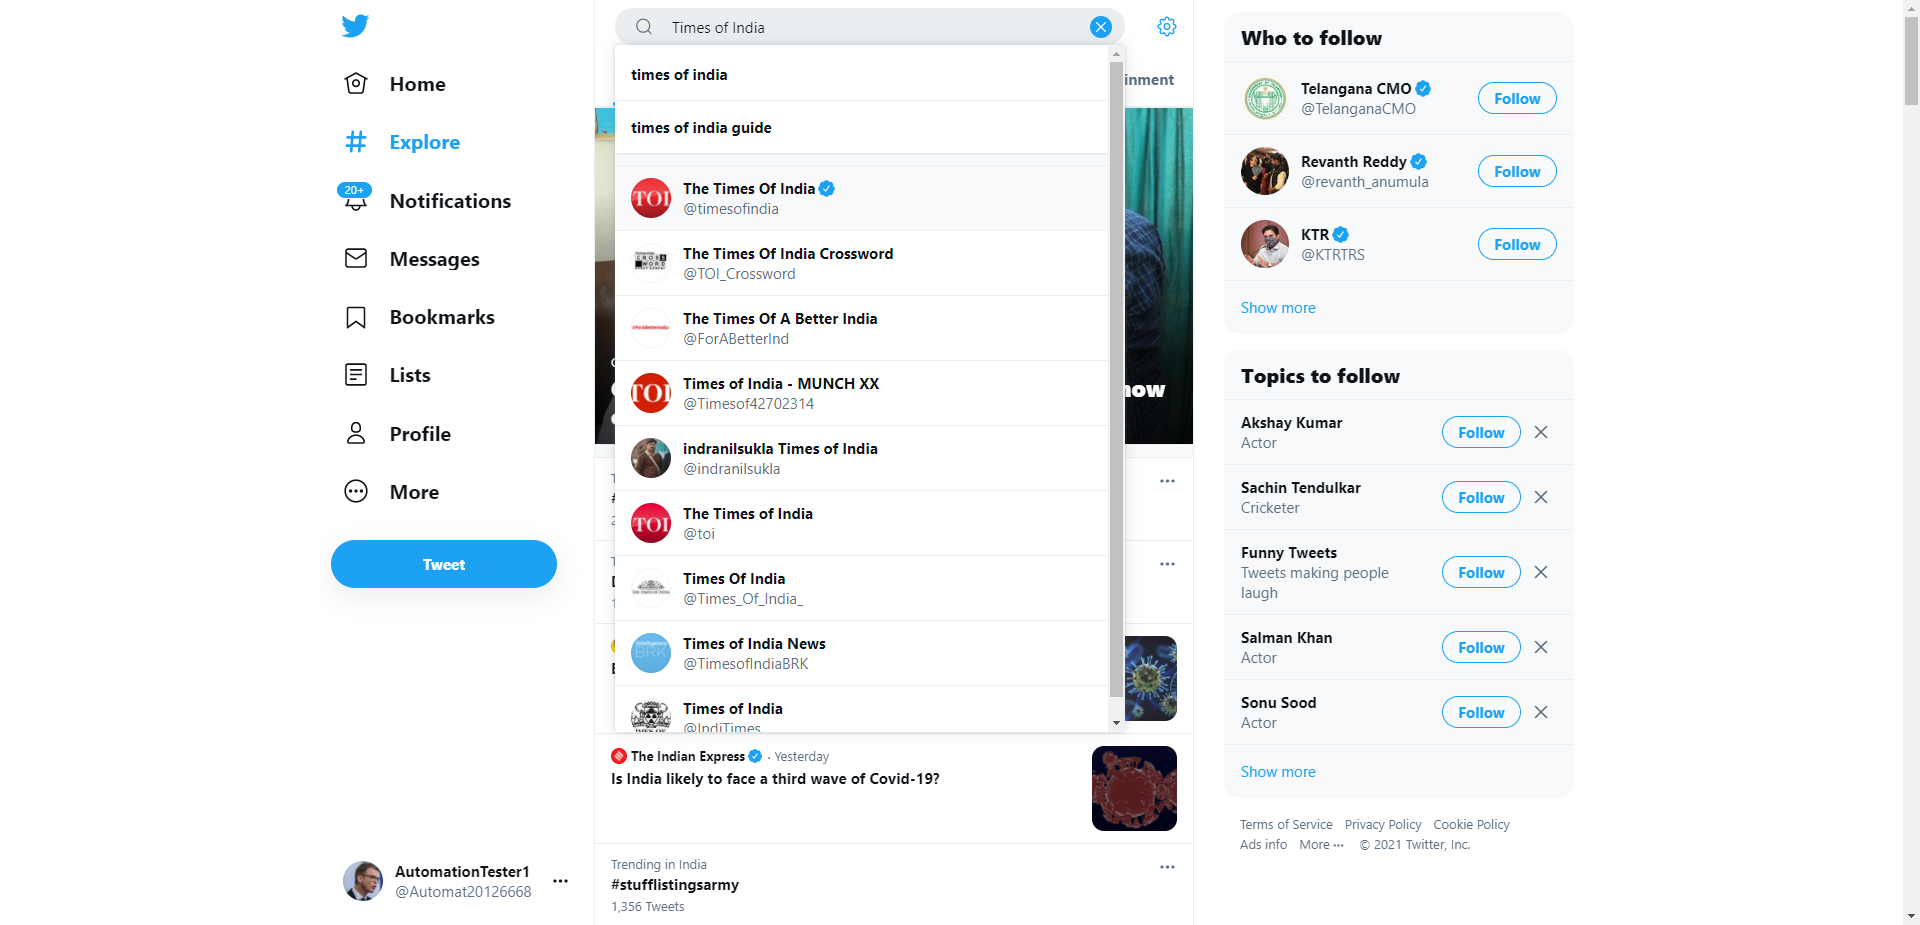 Home
Explore
20+
Notifications
Messages
Bookmarks
Lists
Profile
More
Tweet
AutomationTester1
@Automat20126668
Times of India
times of india
times of india guide
inment
The Times Of India
@timesofindia
The Times Of India Crossword
@TOI_Crossword
The Times Of A Better India
@ForABetterInd
Times of India - MUNCH XX
@Timesof42702314
indranilsukla Times of India
@indranilsukla
TOI
The Times of India
@toi
Times Of India
@Times_Of_India_
Times of India News
@TimesofIndiaBRK
Times of India
@IndiTimes
now
The Indian Express · Yesterday
Is India likely to face a third wave of Covid-19?
Trending in India
#stufflistingsarmy
1,356 Tweets
Who to follow
Telangana CMO
@TelanganaCMO
Follow
Revanth Reddy
@revanth_anumula
Follow
KTR
@KTRTRS
Follow
Show more
Topics to follow
Akshay Kumar
Actor
Follow
Sachin Tendulkar
Cricketer
Follow
Funny Tweets
Tweets making people
laugh
Follow
Salman Khan
Actor
Follow
Sonu Sood
Actor
Follow
Show more
Terms of Service Privacy Policy Cookie Policy
Ads info More ··· © 2021 Twitter, Inc.